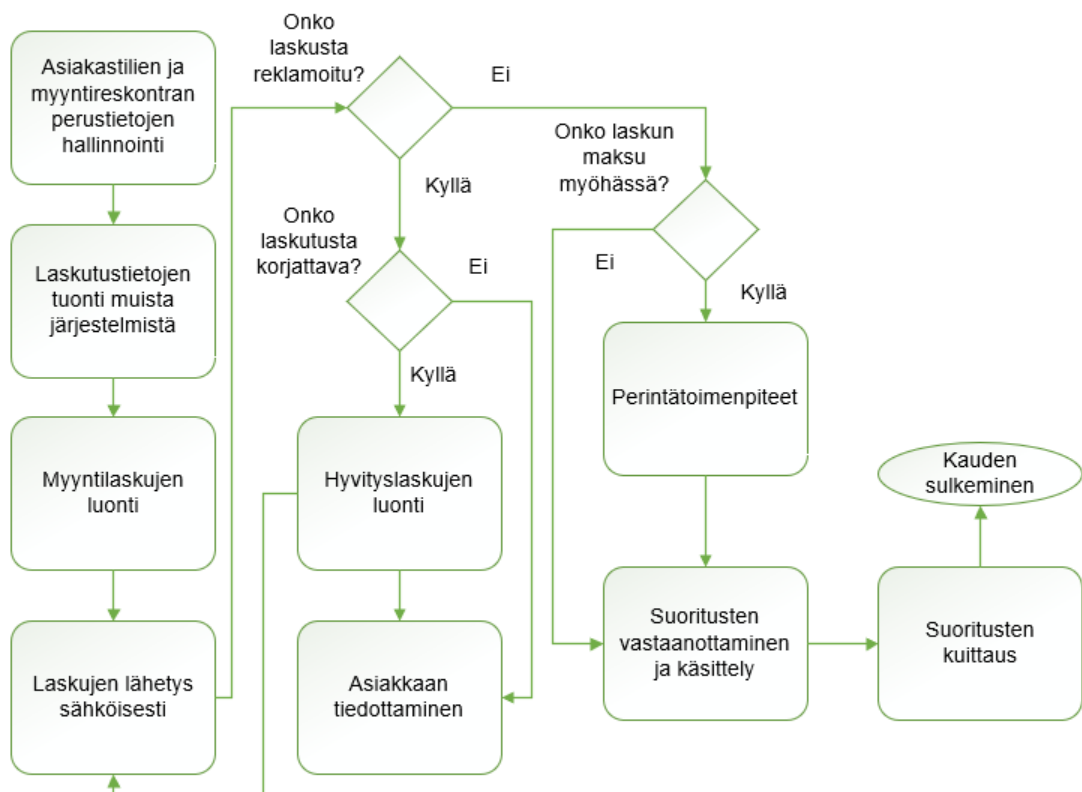 Asiakastilien ja
myyntireskontran
perustietojen
hallinnointi
Laskutustietojen
tuonti muista
järjestelmistä
Myyntilaskujen
luonti
Laskujen lähetys
sähköisesti
Onko
laskusta
reklamoitu?
Ei
Kyllä
Onko
laskutusta
korjattava?
Ei
Kyllä
Hyvityslaskujen
luonti
Asiakkaan
tiedottaminen
Onko laskun
maksu
myöhässä?
Ei
Kyllä
Perintätoimenpiteet
Suoritusten
vastaanottaminen
ja käsittely
Suoritusten
kuittaus
Kauden
sulkeminen